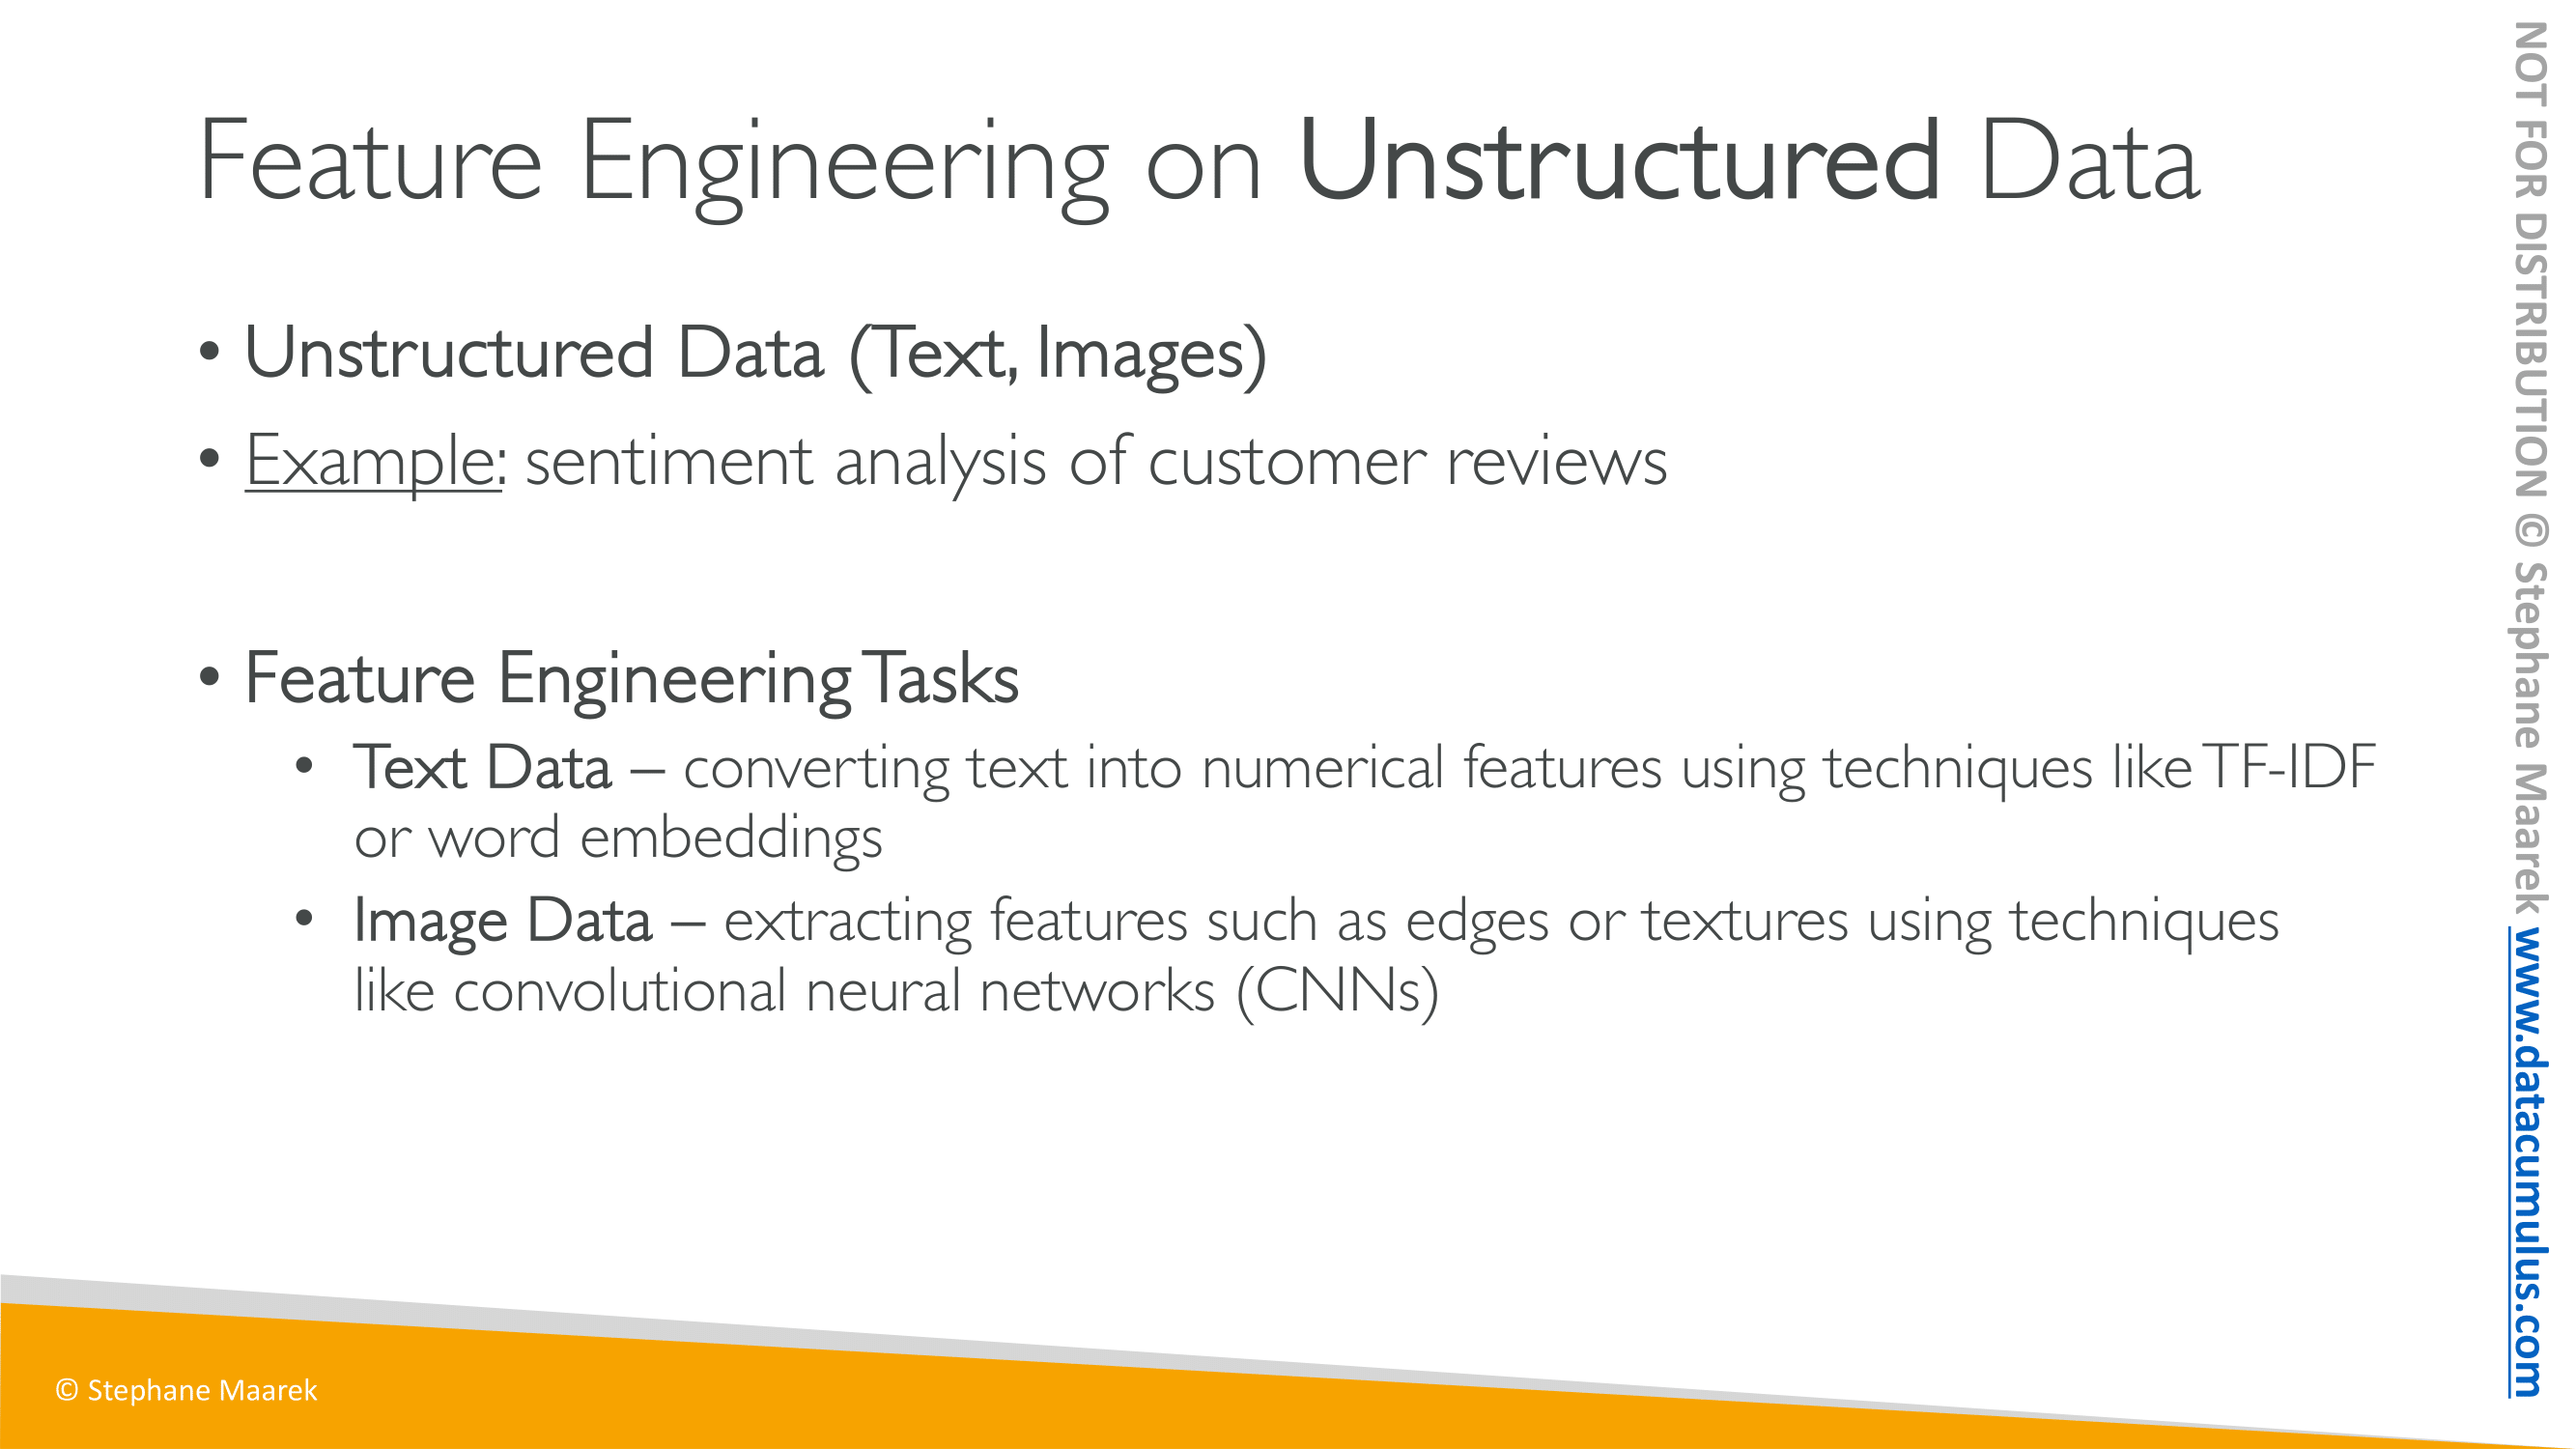 Feature Engineering on Unstructured Data
• Unstructured Data (Text, Images)
• Example: sentiment analysis of customer reviews
• Feature Engineering Tasks
• Text Data – converting text into numerical features using techniques like TF-IDF
or word embeddings
• Image Data – extracting features such as edges or textures using techniques
like convolutional neural networks (CNNs)
© Stephane Maarek
NOT FOR DISTRIBUTION © Stephane Maarek www.datacumulus.com